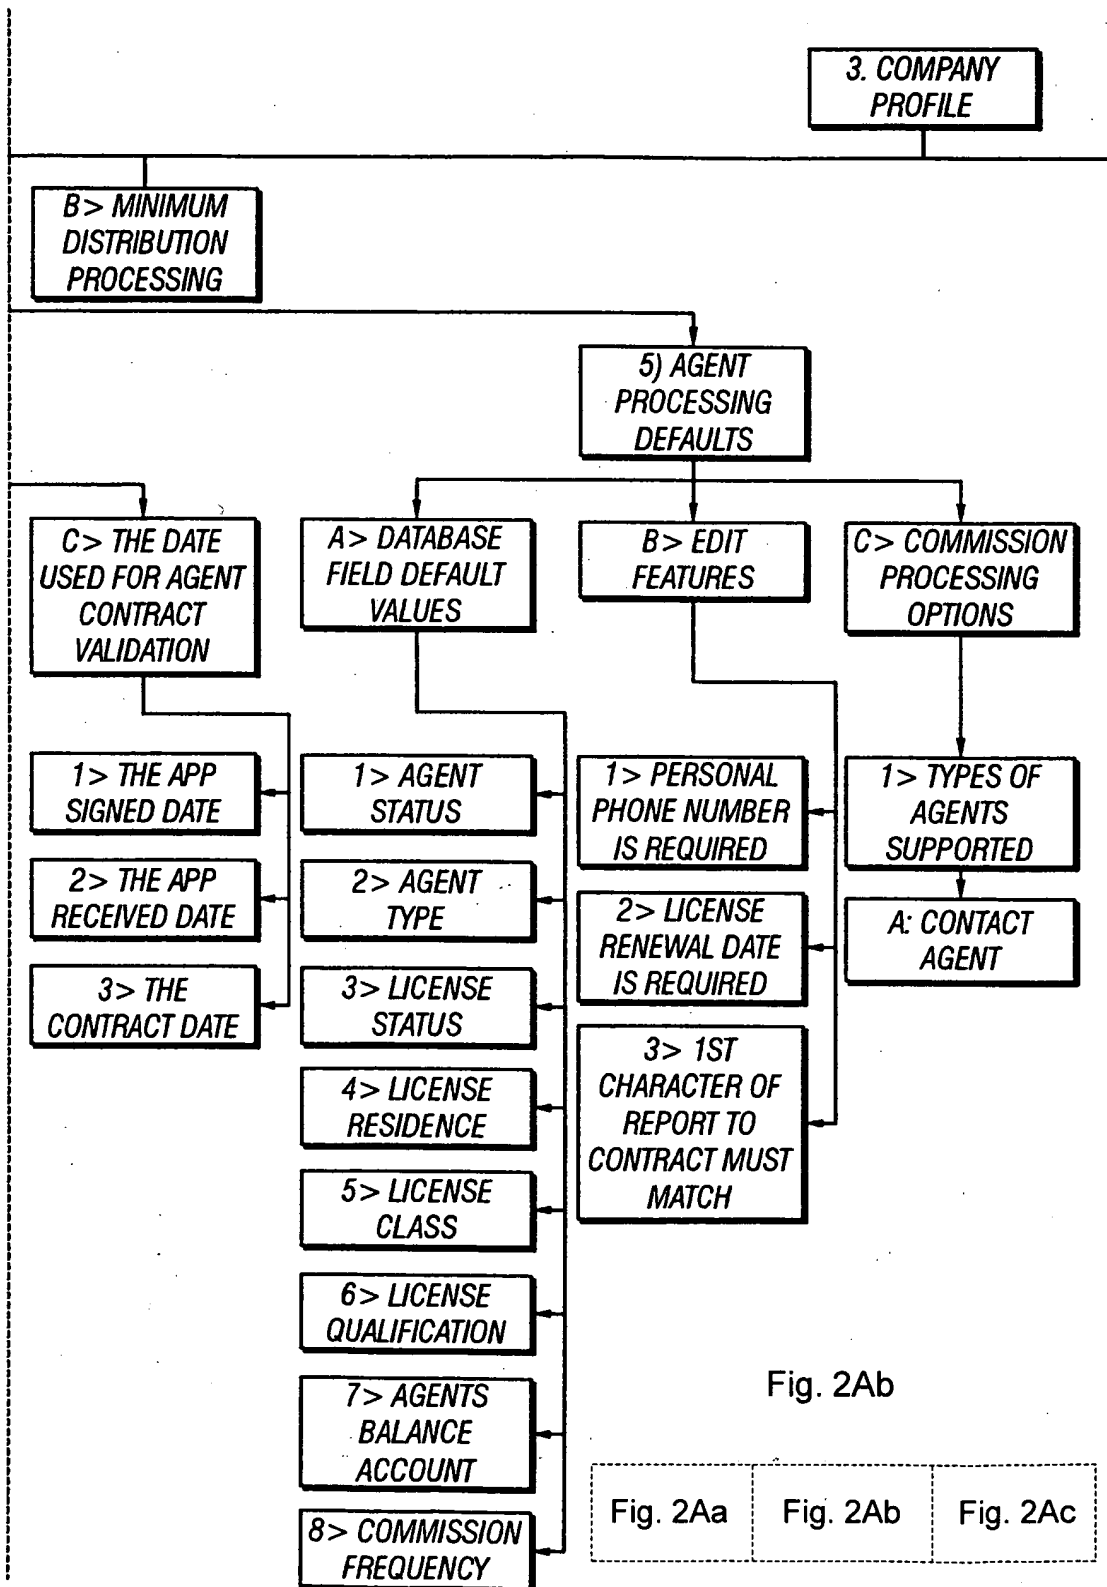 3. COMPANY
PROFILE
B> MINIMUM
DISTRIBUTION
PROCESSING
5) AGENT
PROCESSING
DEFAULTS
C> THE DATE
USED FOR AGENT
CONTRACT
VALIDATION
A> DATABASE
FIELD DEFAULT
VALUES
B> EDIT
FEATURES
C> COMMISSION
PROCESSING
OPTIONS
1> THE APP
SIGNED DATE
2> THE APP
RECEIVED DATE
3> THE
CONTRACT DATE
1> AGENT
STATUS
2> AGENT
TYPE
3> LICENSE
STATUS
4> LICENSE
RESIDENCE
5> LICENSE
CLASS
6> LICENSE
QUALIFICATION
7> AGENTS
BALANCE
ACCOUNT
8> COMMISSION
FREQUENCY
1> PERSONAL
PHONE NUMBER
IS REQUIRED
2> LICENSE
RENEWAL DATE
IS REQUIRED
3> 1ST
CHARACTER OF
REPORT TO
CONTRACT MUST
MATCH
1> TYPES OF
AGENTS
SUPPORTED
A: CONTACT
AGENT
Fig. 2Ab
Fig. 2Aa
Fig. 2Ab
Fig. 2Ac